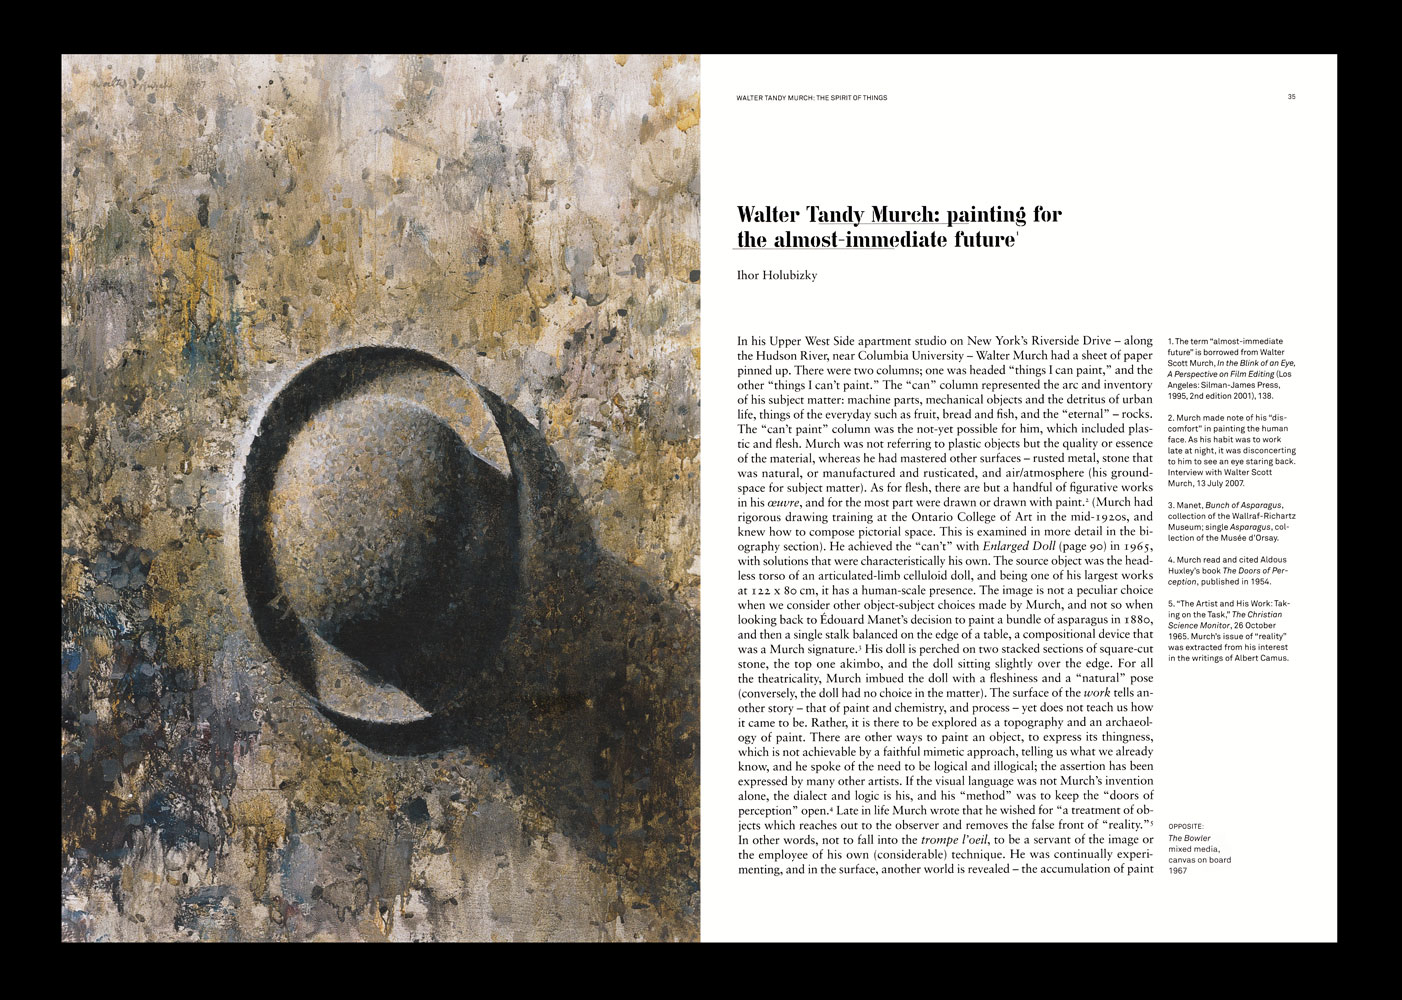 Walter Murch 1967
WALTER TANDY MURCH: THE SPIRIT OF THINGS
35
Walter Tandy Murch: painting for
the almost-immediate future¹
Ihor Holubizky
In his Upper West Side apartment studio on New York’s Riverside Drive – along
the Hudson River, near Columbia University – Walter Murch had a sheet of paper
pinned up. There were two columns; one was headed “things I can paint,” and the
other “things I can’t paint.” The “can” column represented the arc and inventory
of his subject matter: machine parts, mechanical objects and the detritus of urban
life, things of the everyday such as fruit, bread and fish, and the “eternal” – rocks.
The “can’t paint” column was the not-yet possible for him, which included plas-
tic and flesh. Murch was not referring to plastic objects but the quality or essence
of the material, whereas he had mastered other surfaces – rusted metal, stone that
was natural, or manufactured and rusticated, and air/atmosphere (his ground-
space for subject matter). As for flesh, there are but a handful of figurative works
in his œuvre, and for the most part were drawn or drawn with paint.² (Murch had
rigorous drawing training at the Ontario College of Art in the mid-1920s, and
knew how to compose pictorial space. This is examined in more detail in the bi-
ography section). He achieved the “can’t” with Enlarged Doll (page 90) in 1965,
with solutions that were characteristically his own. The source object was the head-
less torso of an articulated-limb celluloid doll, and being one of his largest works
at 122 x 80 cm, it has a human-scale presence. The image is not a peculiar choice
when we consider other object-subject choices made by Murch, and not so when
looking back to Édouard Manet’s decision to paint a bundle of asparagus in 1880,
and then a single stalk balanced on the edge of a table, a compositional device that
was a Murch signature.³ His doll is perched on two stacked sections of square-cut
stone, the top one akimbo, and the doll sitting slightly over the edge. For all
the theatricality, Murch imbued the doll with a fleshiness and a “natural” pose
(conversely, the doll had no choice in the matter). The surface of the work tells an-
other story – that of paint and chemistry, and process – yet does not teach us how
it came to be. Rather, it is there to be explored as a topography and an archaeol-
ogy of paint. There are other ways to paint an object, to express its thingness,
which is not achievable by a faithful mimetic approach, telling us what we already
know, and he spoke of the need to be logical and illogical; the assertion has been
expressed by many other artists. If the visual language was not Murch’s invention
alone, the dialect and logic is his, and his “method” was to keep the “doors of
perception” open.⁴ Late in life Murch wrote that he wished for “a treatment of ob-
jects which reaches out to the observer and removes the false front of “reality.”⁵
In other words, not to fall into the trompe l’oeil, to be a servant of the image or
the employee of his own (considerable) technique. He was continually experi-
menting, and in the surface, another world is revealed – the accumulation of paint
1. The term “almost-immediate
future” is borrowed from Walter
Scott Murch, In the Blink of an Eye,
A Perspective on Film Editing (Los
Angeles: Silman-James Press,
1995, 2nd edition 2001), 138.
2. Murch made note of his “dis-
comfort” in painting the human
face. As his habit was to work
late at night, it was disconcerting
to him to see an eye staring back.
Interview with Walter Scott
Murch, 13 July 2007.
3. Manet, Bunch of Asparagus,
collection of the Wallraf-Richartz
Museum; single Asparagus, col-
lection of the Musée d’Orsay.
4. Murch read and cited Aldous
Huxley’s book The Doors of Per-
ception, published in 1954.
5. “The Artist and His Work: Tak-
ing on the Task,” The Christian
Science Monitor, 26 October
1965. Murch’s issue of “reality”
was extracted from his interest
in the writings of Albert Camus.
OPPOSITE:
The Bowler
mixed media,
canvas on board
1967